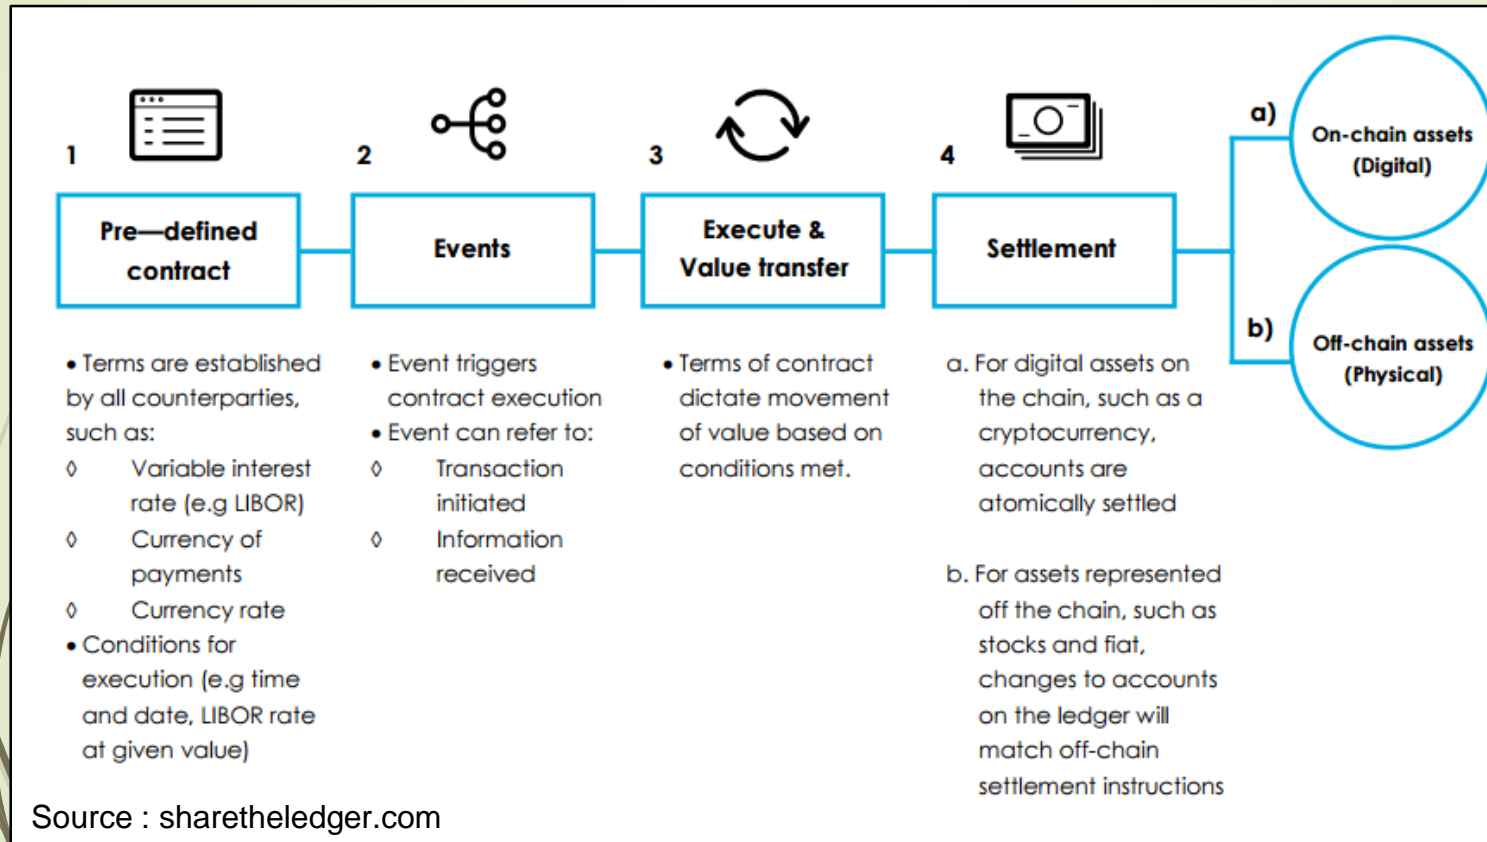 1
Pre—defined
contract
• Terms are established
by all counterparties,
such as:
◊ Variable interest
rate (e.g LIBOR)
◊ Currency of
payments
◊ Currency rate
• Conditions for
execution (e.g time
and date, LIBOR rate
at given value)
2
Events
• Event triggers
contract execution
• Event can refer to:
◊ Transaction
initiated
◊ Information
received
3
Execute &
Value transfer
• Terms of contract
dictate movement
of value based on
conditions met.
4
Settlement
a. For digital assets on
the chain, such as a
cryptocurrency,
accounts are
atomically settled
b. For assets represented
off the chain, such as
stocks and fiat,
changes to accounts
on the ledger will
match off-chain
settlement instructions
a)
On-chain assets
(Digital)
b)
Off-chain assets
(Physical)
Source : sharetheledger.com